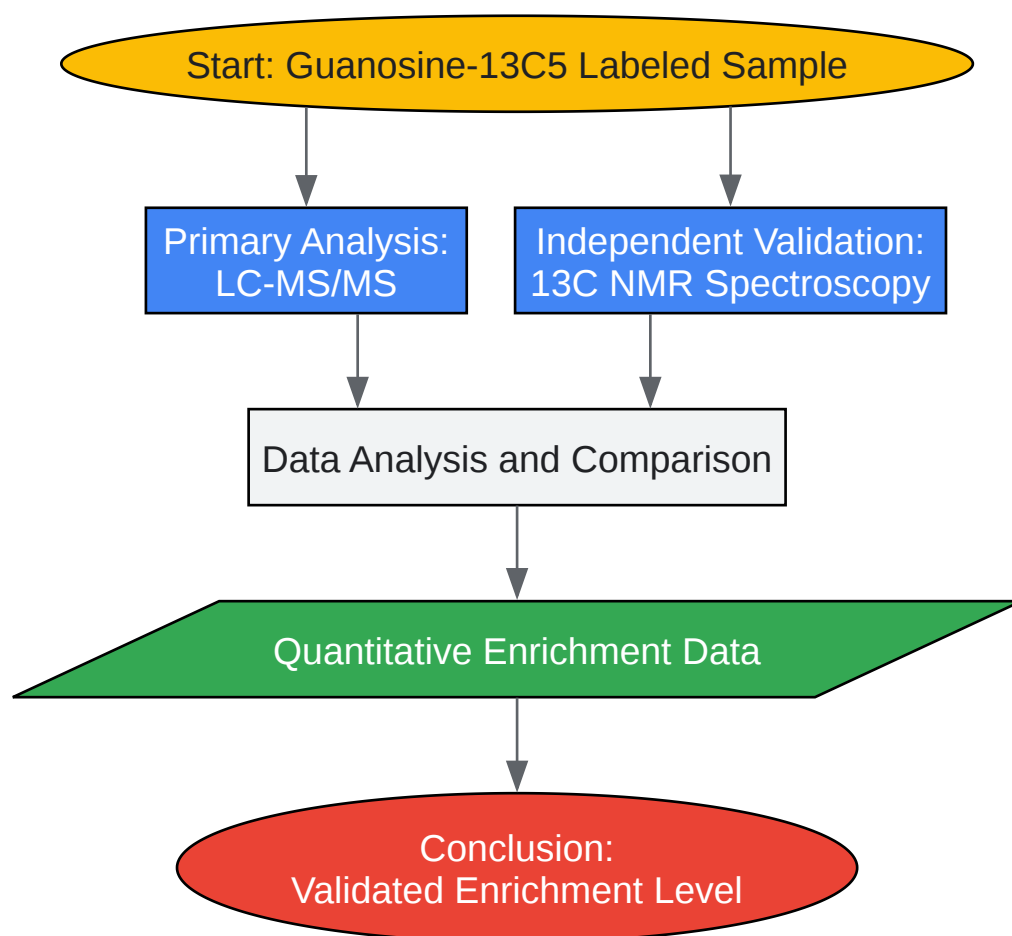 Start: Guanosine-13C5 Labeled Sample
Primary Analysis:
LC-MS/MS
Independent Validation:
13C NMR Spectroscopy
Data Analysis and Comparison
Quantitative Enrichment Data
Conclusion:
Validated Enrichment Level